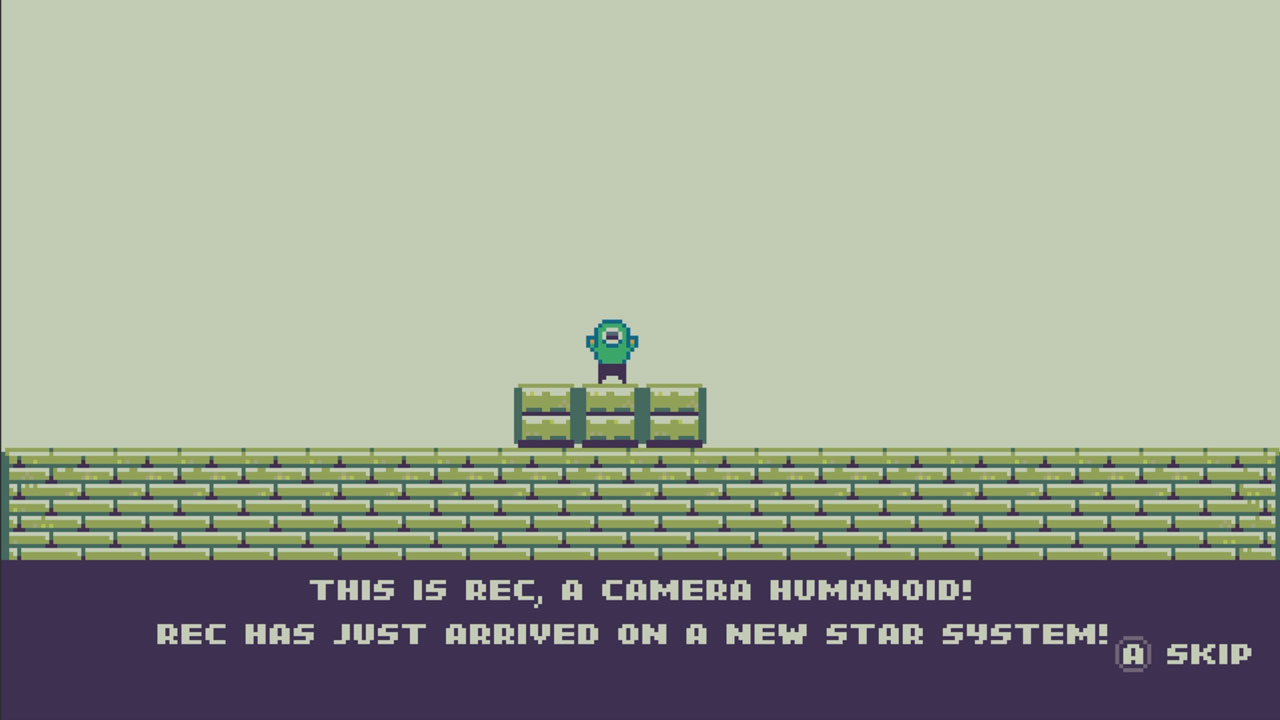 THIS IS REC, A CAMERA HUMANOID!
REC HAS JUST ARRIVED ON A NEW STAR SYSTEM!
A SKIP